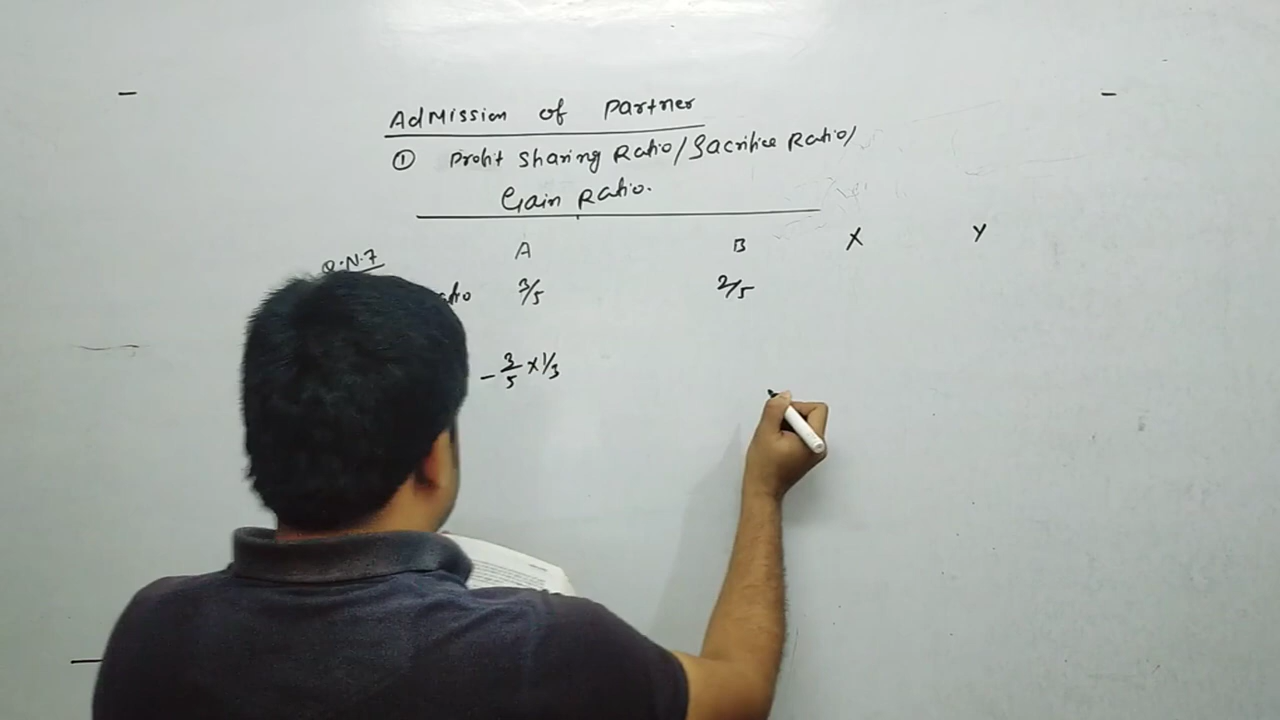 Admission of Partner
① Profit Sharing Ratio/Sacrifice Ratio/
Gain Ratio.
Q.N.7 A B X Y
3/5 2/5
- 3/5 × 1/3